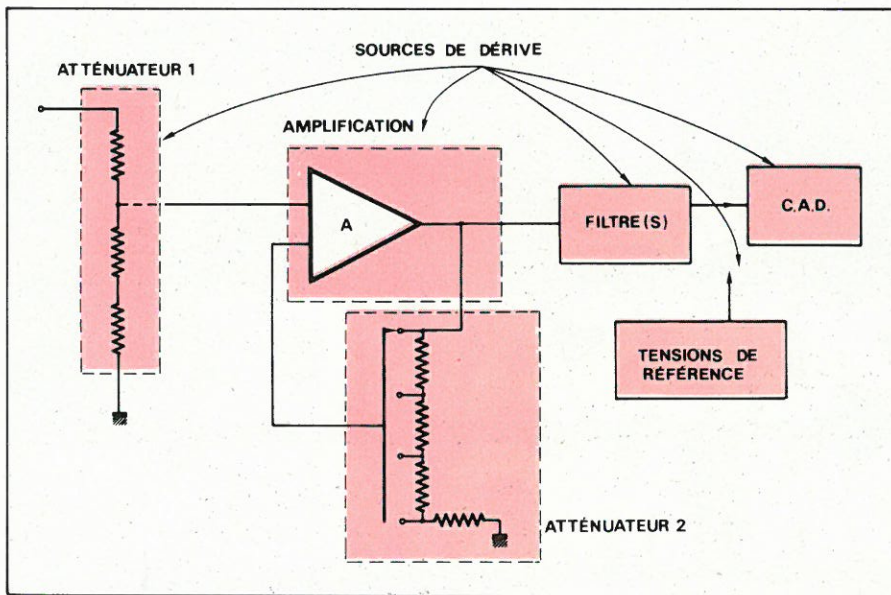 SOURCES DE DÉRIVE
ATTÉNUATEUR 1
AMPLIFICATION
A
FILTRE(S)
C.A.D.
TENSIONS DE
RÉFÉRENCE
ATTÉNUATEUR 2